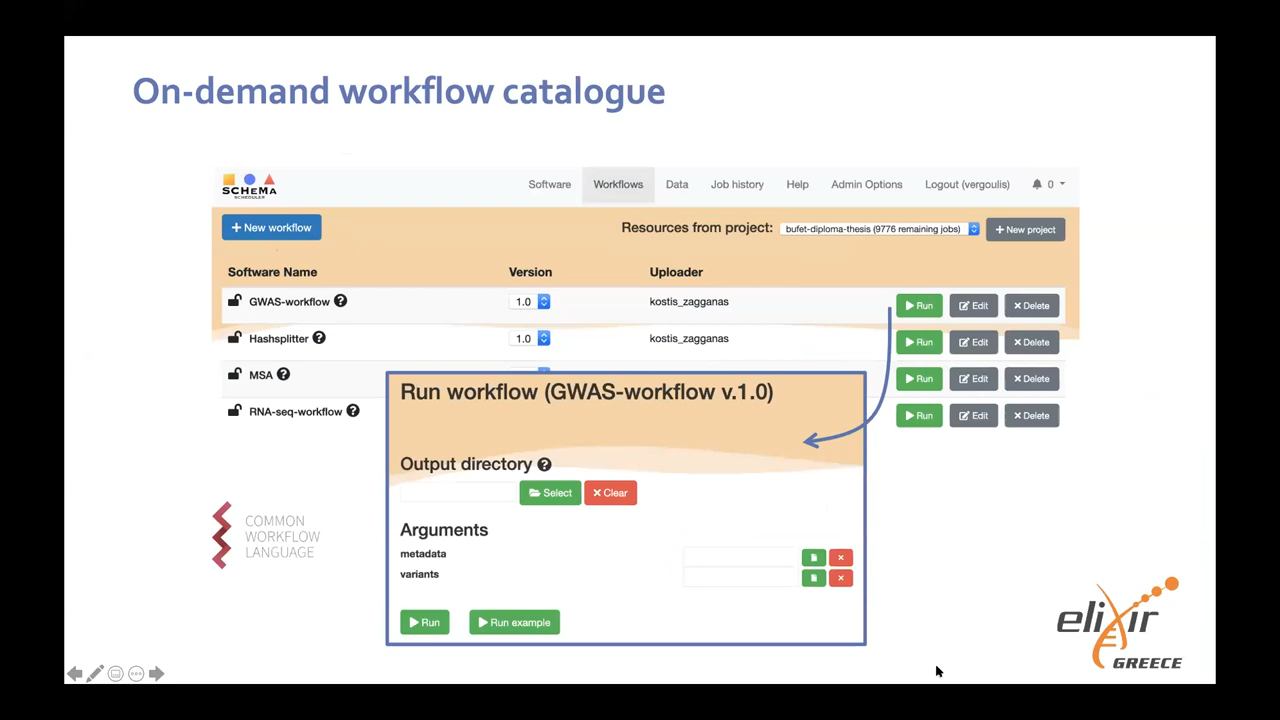 On-demand workflow catalogue
SCHeMA
SCHEDULER
Software Workflows Data Job history Help Admin Options Logout (vergoulis) 0
+ New workflow
Resources from project: bufet-diploma-thesis (9776 remaining jobs) + New project
Software Name Version Uploader
GWAS-workflow ? 1.0 kostis_zagganas Run Edit × Delete
Hashsplitter ? 1.0 kostis_zagganas Run Edit × Delete
MSA ? Run Edit × Delete
RNA-seq-workflow ? Run Edit × Delete
Run workflow (GWAS-workflow v.1.0)
Output directory ?
Select × Clear
Arguments
metadata
variants
Run Run example
COMMON
WORKFLOW
LANGUAGE
elixir
GREECE